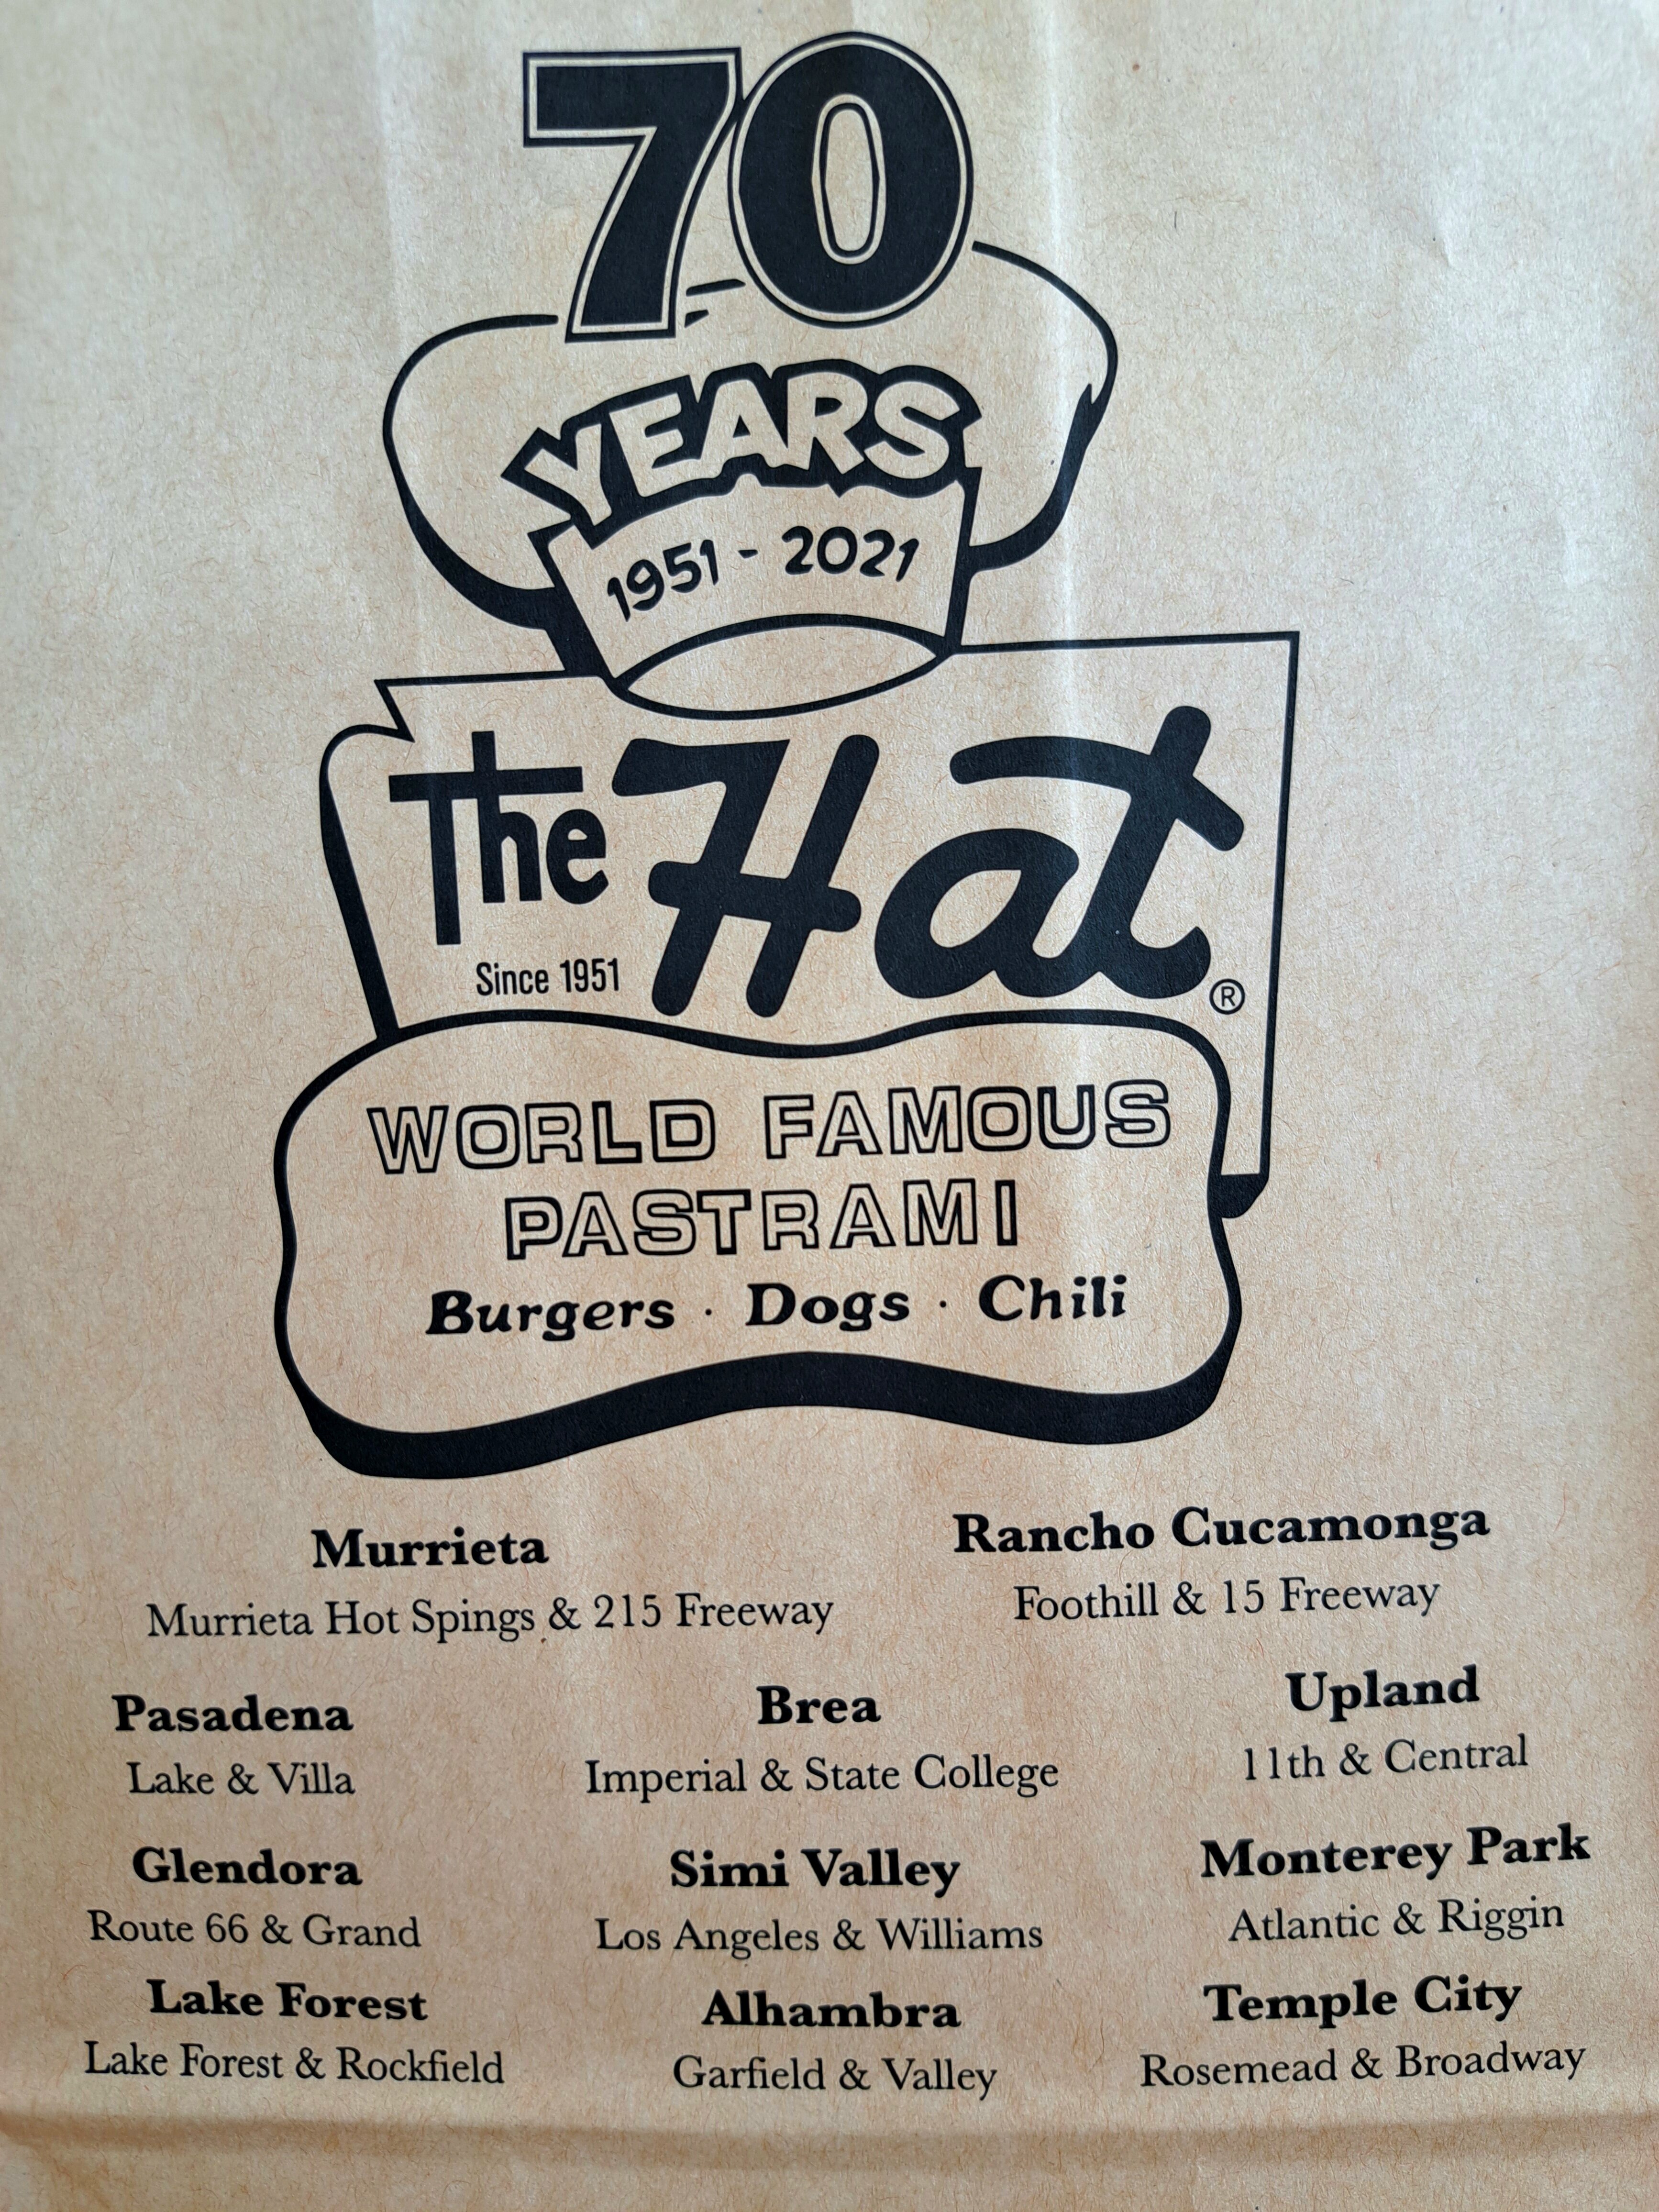 70
YEARS
1951 - 2021
The Hat
Since 1951
®
WORLD FAMOUS
PASTRAMI
Burgers · Dogs · Chili
Murrieta
Murrieta Hot Spings & 215 Freeway
Rancho Cucamonga
Foothill & 15 Freeway
Pasadena
Lake & Villa
Brea
Imperial & State College
Upland
11th & Central
Glendora
Route 66 & Grand
Simi Valley
Los Angeles & Williams
Monterey Park
Atlantic & Riggin
Lake Forest
Lake Forest & Rockfield
Alhambra
Garfield & Valley
Temple City
Rosemead & Broadway